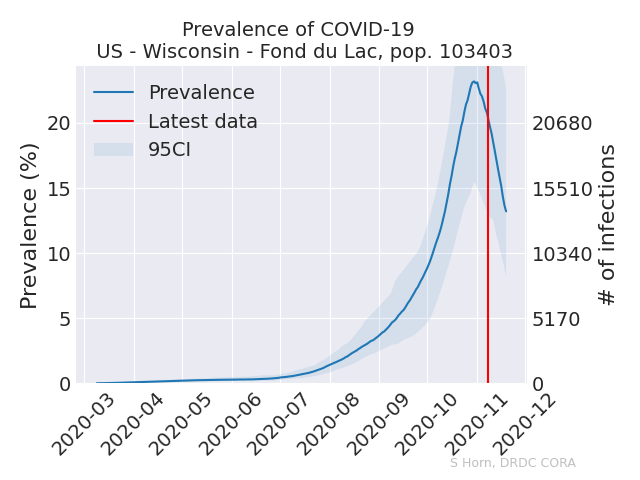 Prevalence of COVID-19
US - Wisconsin - Fond du Lac, pop. 103403
Prevalence
Latest data
95CI
Prevalence (%)
20
15
10
5
0
20680
15510
10340
5170
0
# of infections
2020-03
2020-04
2020-05
2020-06
2020-07
2020-08
2020-09
2020-10
2020-11
2020-12
S Horn, DRDC CORA